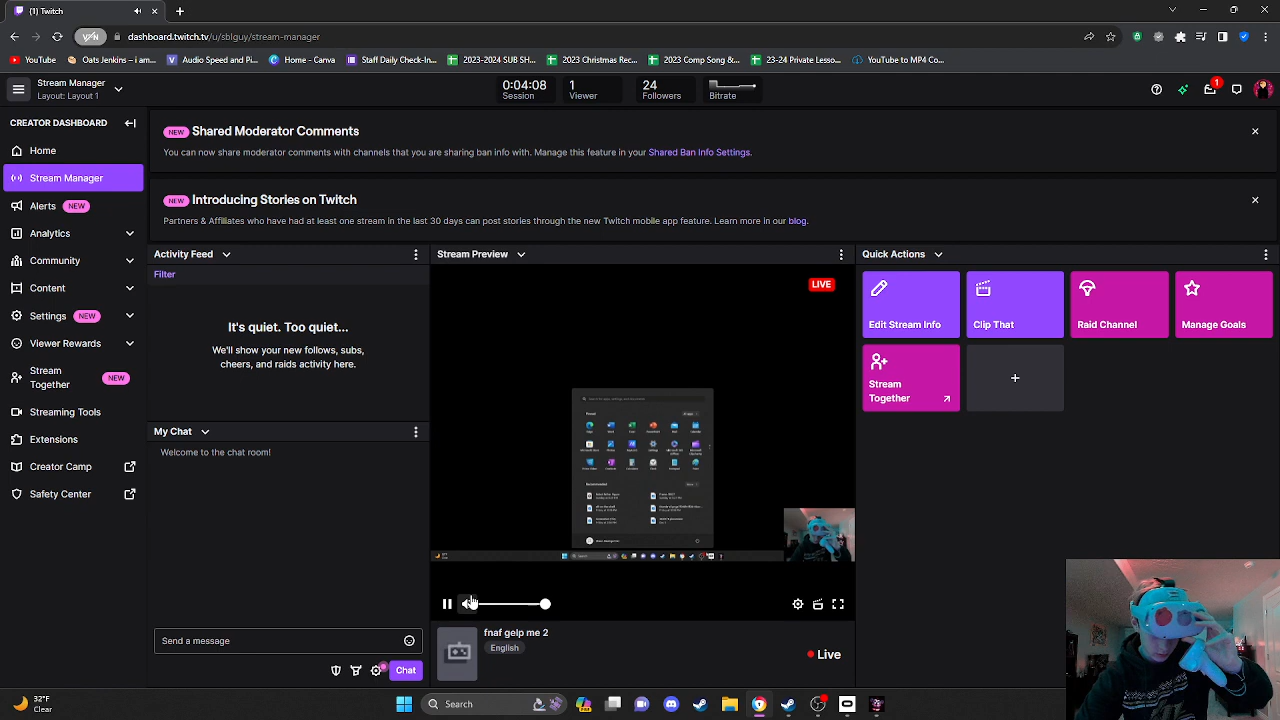 (1) Twitch
VPN
dashboard.twitch.tv/u/sblguy/stream-manager
YouTube
Oats Jenkins – i am...
Audio Speed and Pi...
Home - Canva
Staff Daily Check-In...
2023-2024 SUB SH...
2023 Christmas Rec...
2023 Comp Song &...
23-24 Private Lesso...
YouTube to MP4 Co...
Stream Manager
Layout: Layout 1
0:04:08
Session
1
Viewer
24
Followers
Bitrate
1
CREATOR DASHBOARD
Home
Stream Manager
Alerts NEW
Analytics
Community
Content
Settings NEW
Viewer Rewards
Stream Together NEW
Streaming Tools
Extensions
Creator Camp
Safety Center
NEW Shared Moderator Comments
You can now share moderator comments with channels that you are sharing ban info with. Manage this feature in your Shared Ban Info Settings.
NEW Introducing Stories on Twitch
Partners & Affiliates who have had at least one stream in the last 30 days can post stories through the new Twitch mobile app feature. Learn more in our blog.
Activity Feed
Filter
It's quiet. Too quiet...
We'll show your new follows, subs,
cheers, and raids activity here.
My Chat
Welcome to the chat room!
Send a message
Chat
Stream Preview
LIVE
fnaf gelp me 2
English
Live
Quick Actions
Edit Stream Info
Clip That
Raid Channel
Manage Goals
Stream
Together
32°F
Clear
Search